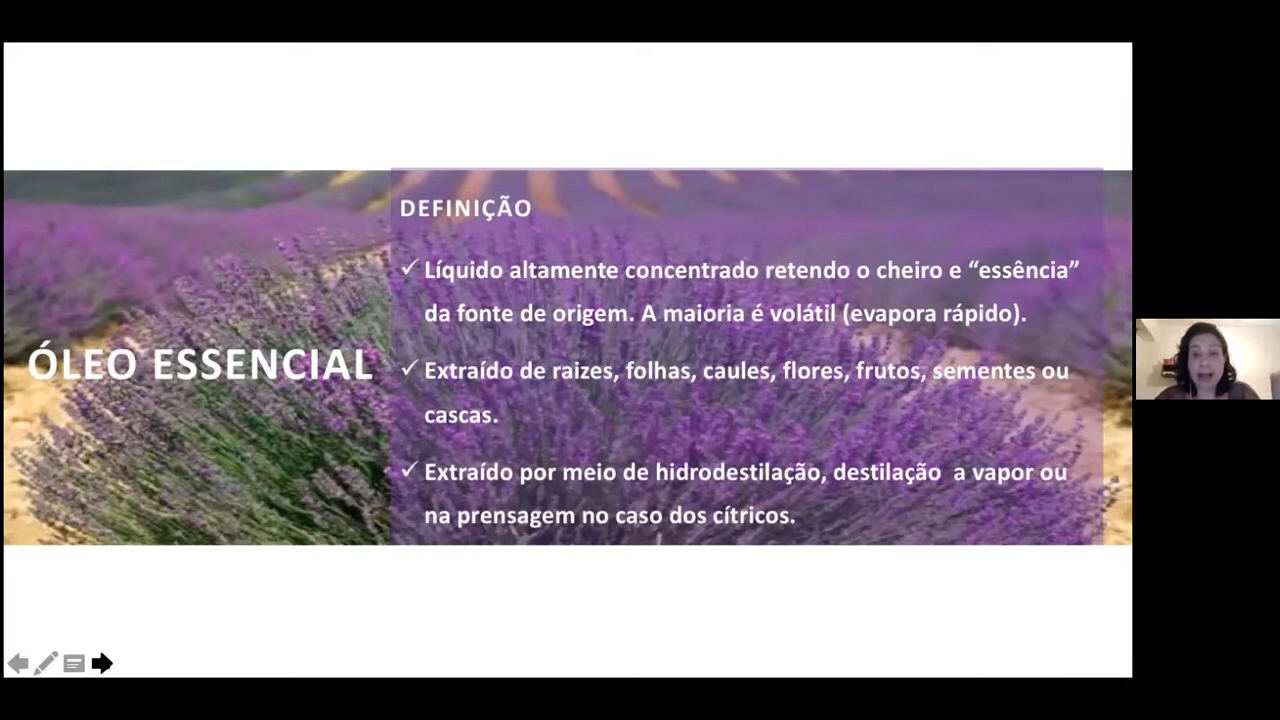 ÓLEO ESSENCIAL
DEFINIÇÃO
✓ Líquido altamente concentrado retendo o cheiro e “essência”
da fonte de origem. A maioria é volátil (evapora rápido).
✓ Extraído de raizes, folhas, caules, flores, frutos, sementes ou
cascas.
✓ Extraído por meio de hidrodestilação, destilação a vapor ou
na prensagem no caso dos cítricos.